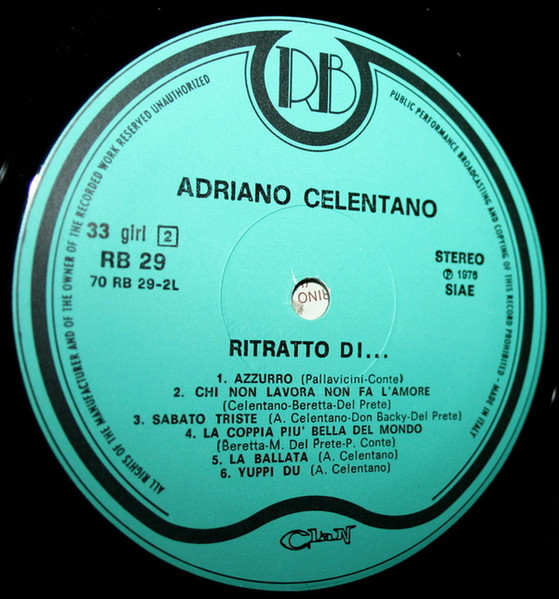 RB
ALL RIGHTS OF THE MANUFACTURER AND OF THE OWNER OF THE RECORDED WORK RESERVED UNAUTHORIZED
PUBLIC PERFORMANCE BROADCASTING AND COPYING OF THIS RECORD PROHIBITED - MADE IN ITALY
ADRIANO CELENTANO
33 giri 2
RB 29
70 RB 29-2L
STEREO
℗ 1976
SIAE
RITRATTO DI...
1. AZZURRO (Pallavicini-Conte)
2. CHI NON LAVORA NON FA L'AMORE
(Celentano-Beretta-Del Prete)
3. SABATO TRISTE (A. Celentano-Don Backy-Del Prete)
4. LA COPPIA PIU' BELLA DEL MONDO
(Beretta-M. Del Prete-P. Conte)
5. LA BALLATA (A. Celentano)
6. YUPPI DU (A. Celentano)
Clan